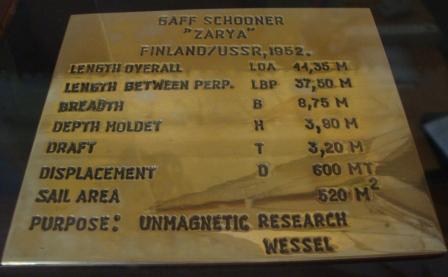 GAFF SCHOONER
"ZARYA"
FINLAND/USSR, 1952.
LENGTH OVERALL LOA 44,35 M
LENGTH BETWEEN PERP. LBP 37,50 M
BREADTH B 8,75 M
DEPTH HOLDET H 3,80 M
DRAFT T 3,20 M
DISPLACEMENT D 600 MT
SAIL AREA 520 M²
PURPOSE: UNMAGNETIC RESEARCH
WESSEL